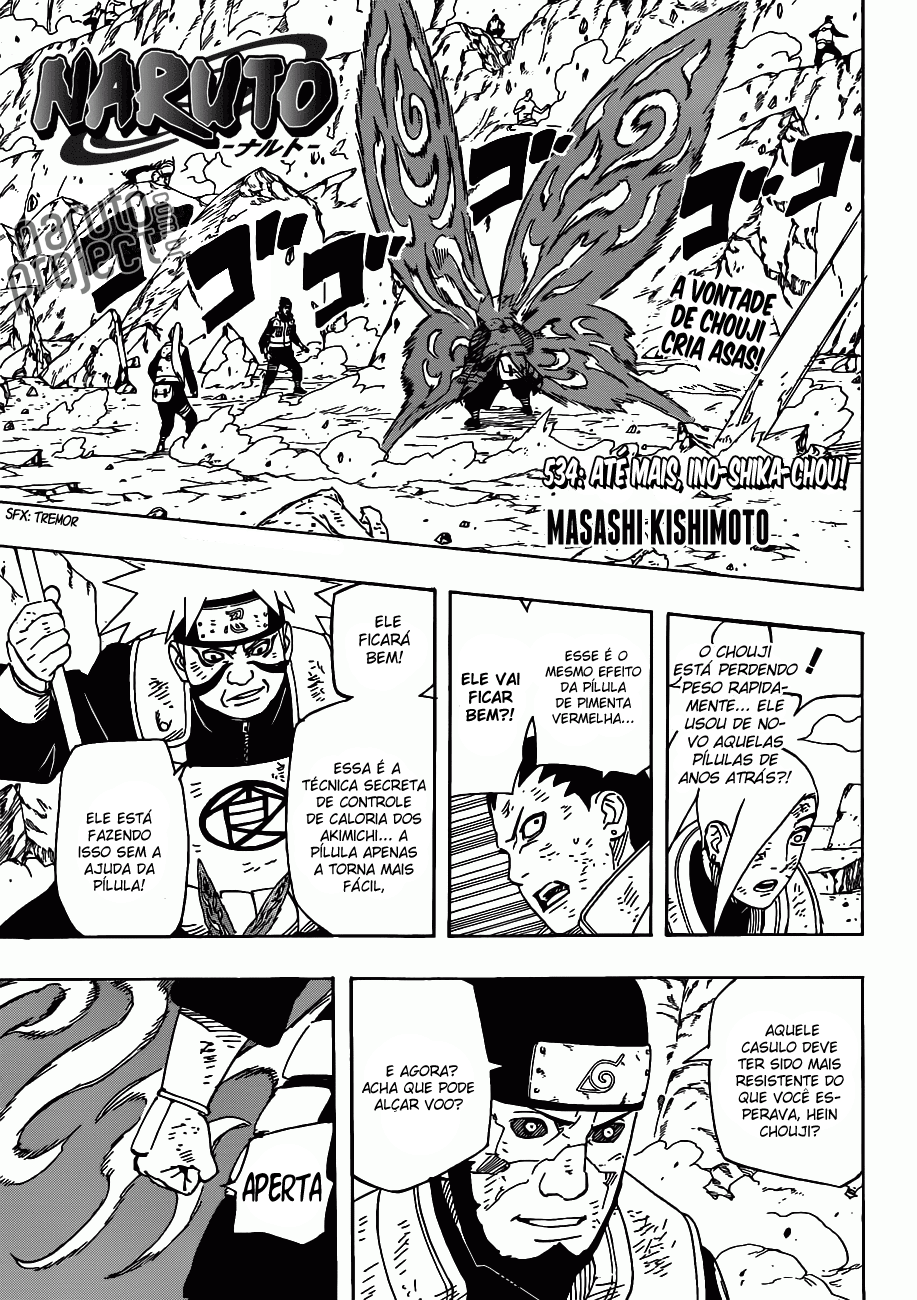 NARUTO
-ナルト-
naruto
project
ゴゴゴゴゴ
A VONTADE
DE CHOUJI
CRIA ASAS!
534: ATÉ MAIS, INO-SHIKA-CHOU!
MASASHI KISHIMOTO
SFX: TREMOR
!
O CHOUJI
ESTÁ PERDENDO
PESO RAPIDA-
MENTE... ELE
USOU DE NO-
VO AQUELAS
PÍLULAS DE
ANOS ATRÁS?!
ESSE É O
MESMO EFEITO
DA PÍLULA
DE PIMENTA
VERMELHA...
ELE VAI
FICAR
BEM?!
ELE
FICARÁ
BEM!
ESSA É A
TÉCNICA SECRETA
DE CONTROLE
DE CALORIA DOS
AKIMICHI... A
PÍLULA APENAS
A TORNA MAIS
FÁCIL,
ELE ESTÁ
FAZENDO
ISSO SEM A
AJUDA DA
PÍLULA!
AQUELE
CASULO DEVE
TER SIDO MAIS
RESISTENTE DO
QUE VOCÊ ES-
PERAVA, HEIN
CHOUJI?
E AGORA?
ACHA QUE PODE
ALÇAR VOO?
APERTA